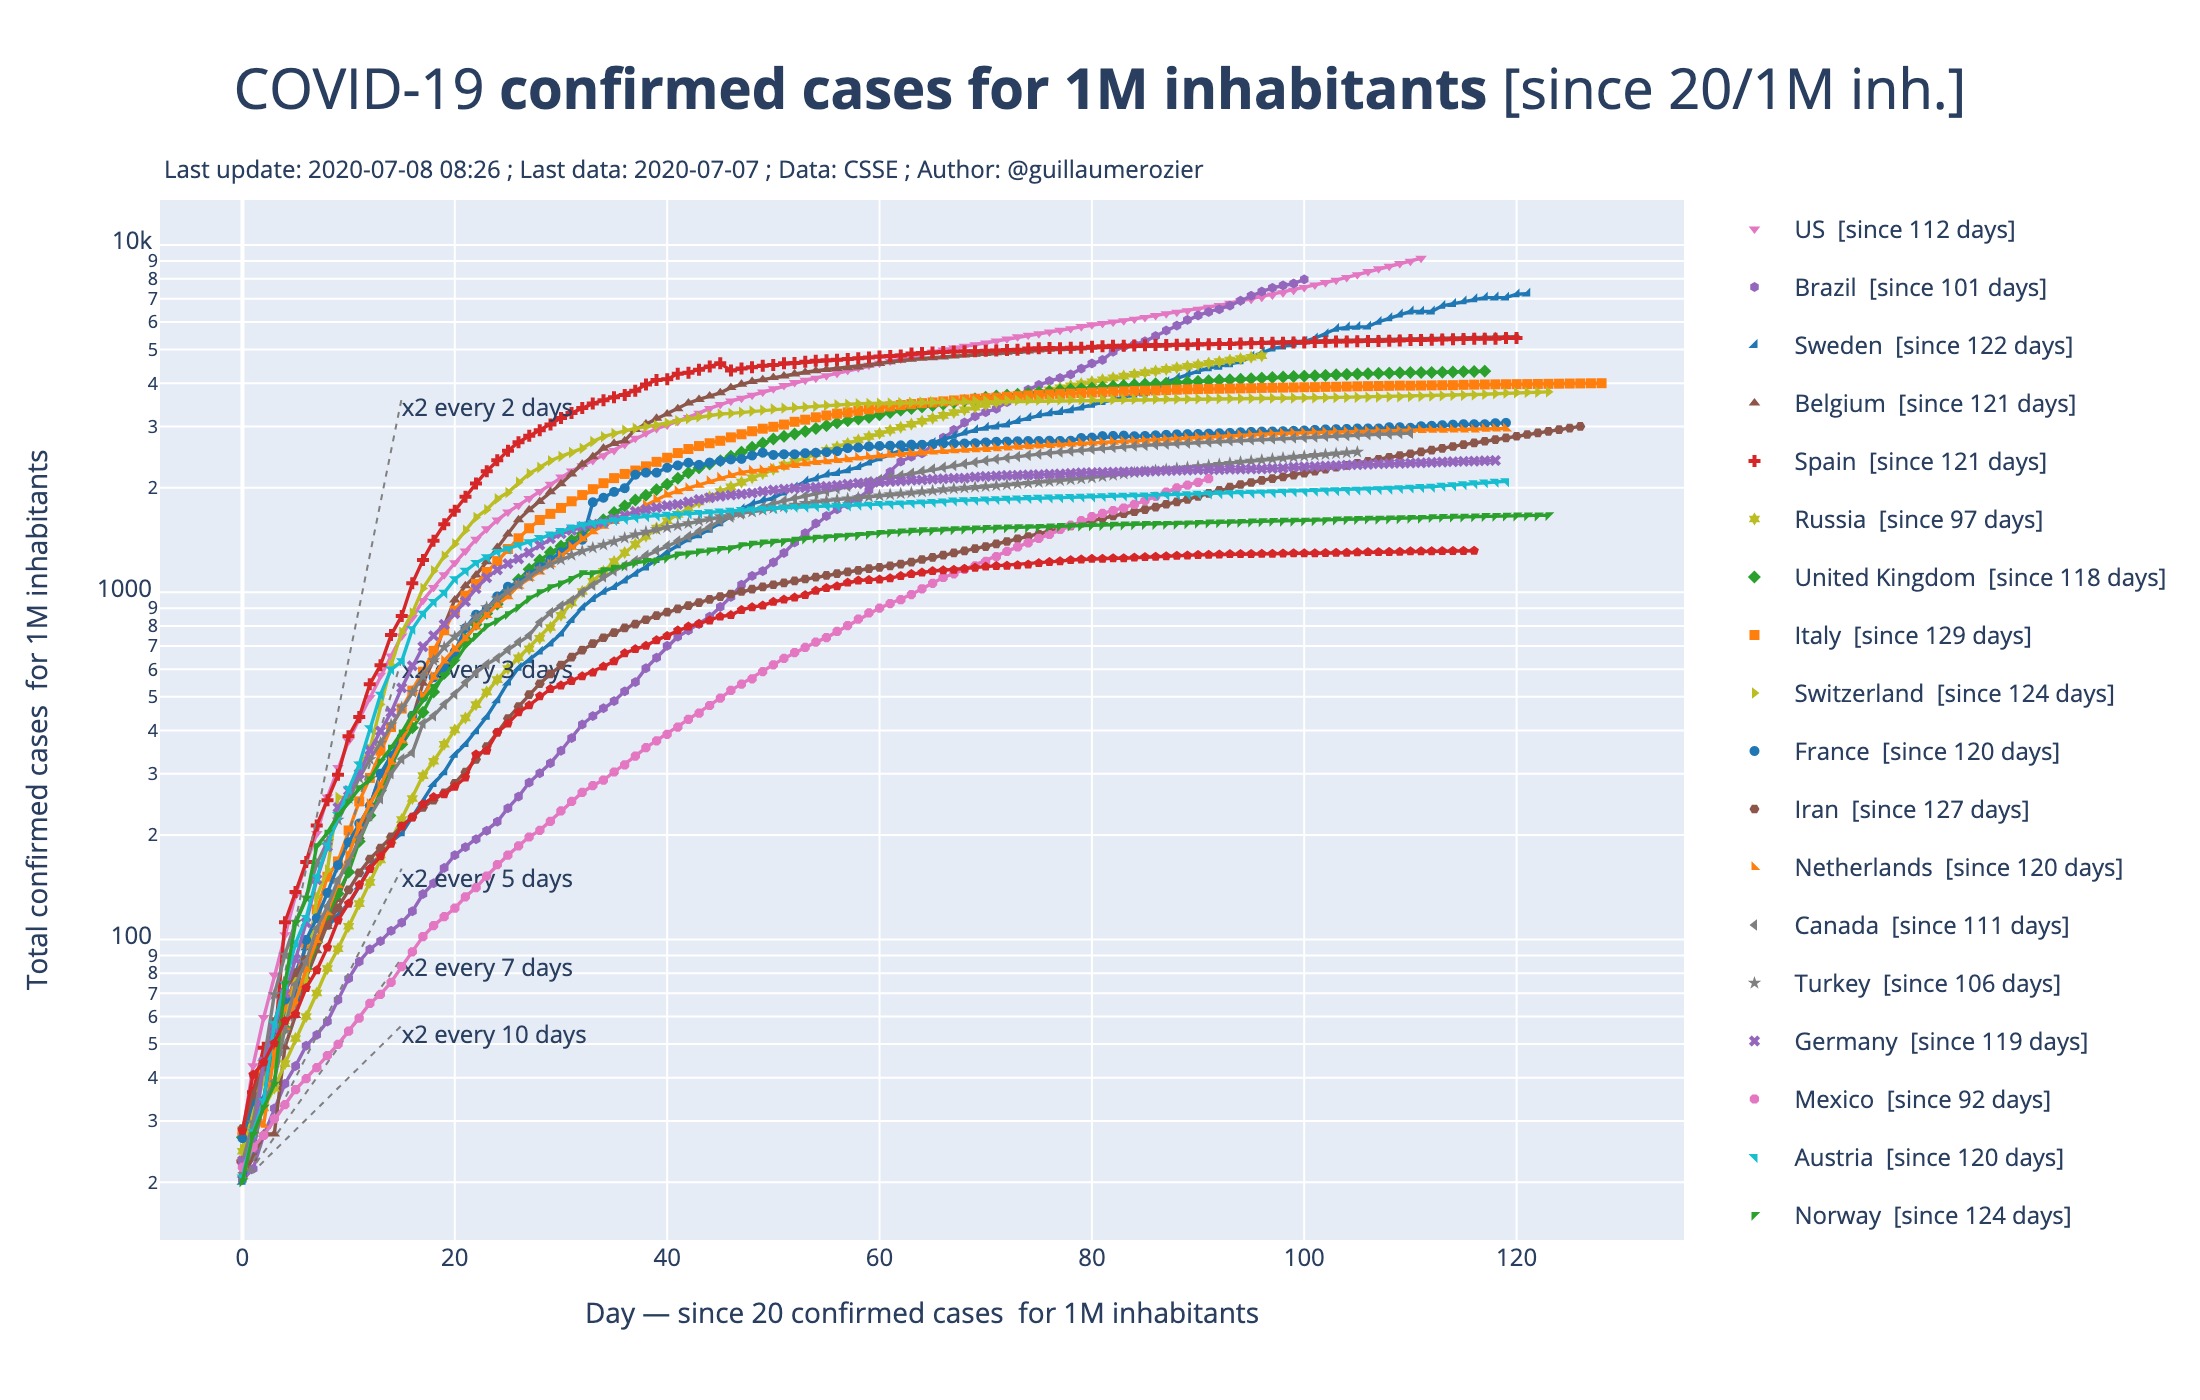 COVID-19 confirmed cases for 1M inhabitants [since 20/1M inh.]
Last update: 2020-07-08 08:26 ; Last data: 2020-07-07 ; Data: CSSE ; Author: @guillaumerozier
Total confirmed cases for 1M inhabitants
10k
9
8
7
6
5
4
3
2
1000
9
8
7
6
5
4
3
2
100
9
8
7
6
5
4
3
2
x2 every 2 days
x2 every 3 days
x2 every 5 days
x2 every 7 days
x2 every 10 days
0 20 40 60 80 100 120
Day — since 20 confirmed cases for 1M inhabitants
US [since 112 days]
Brazil [since 101 days]
Sweden [since 122 days]
Belgium [since 121 days]
Spain [since 121 days]
Russia [since 97 days]
United Kingdom [since 118 days]
Italy [since 129 days]
Switzerland [since 124 days]
France [since 120 days]
Iran [since 127 days]
Netherlands [since 120 days]
Canada [since 111 days]
Turkey [since 106 days]
Germany [since 119 days]
Mexico [since 92 days]
Austria [since 120 days]
Norway [since 124 days]